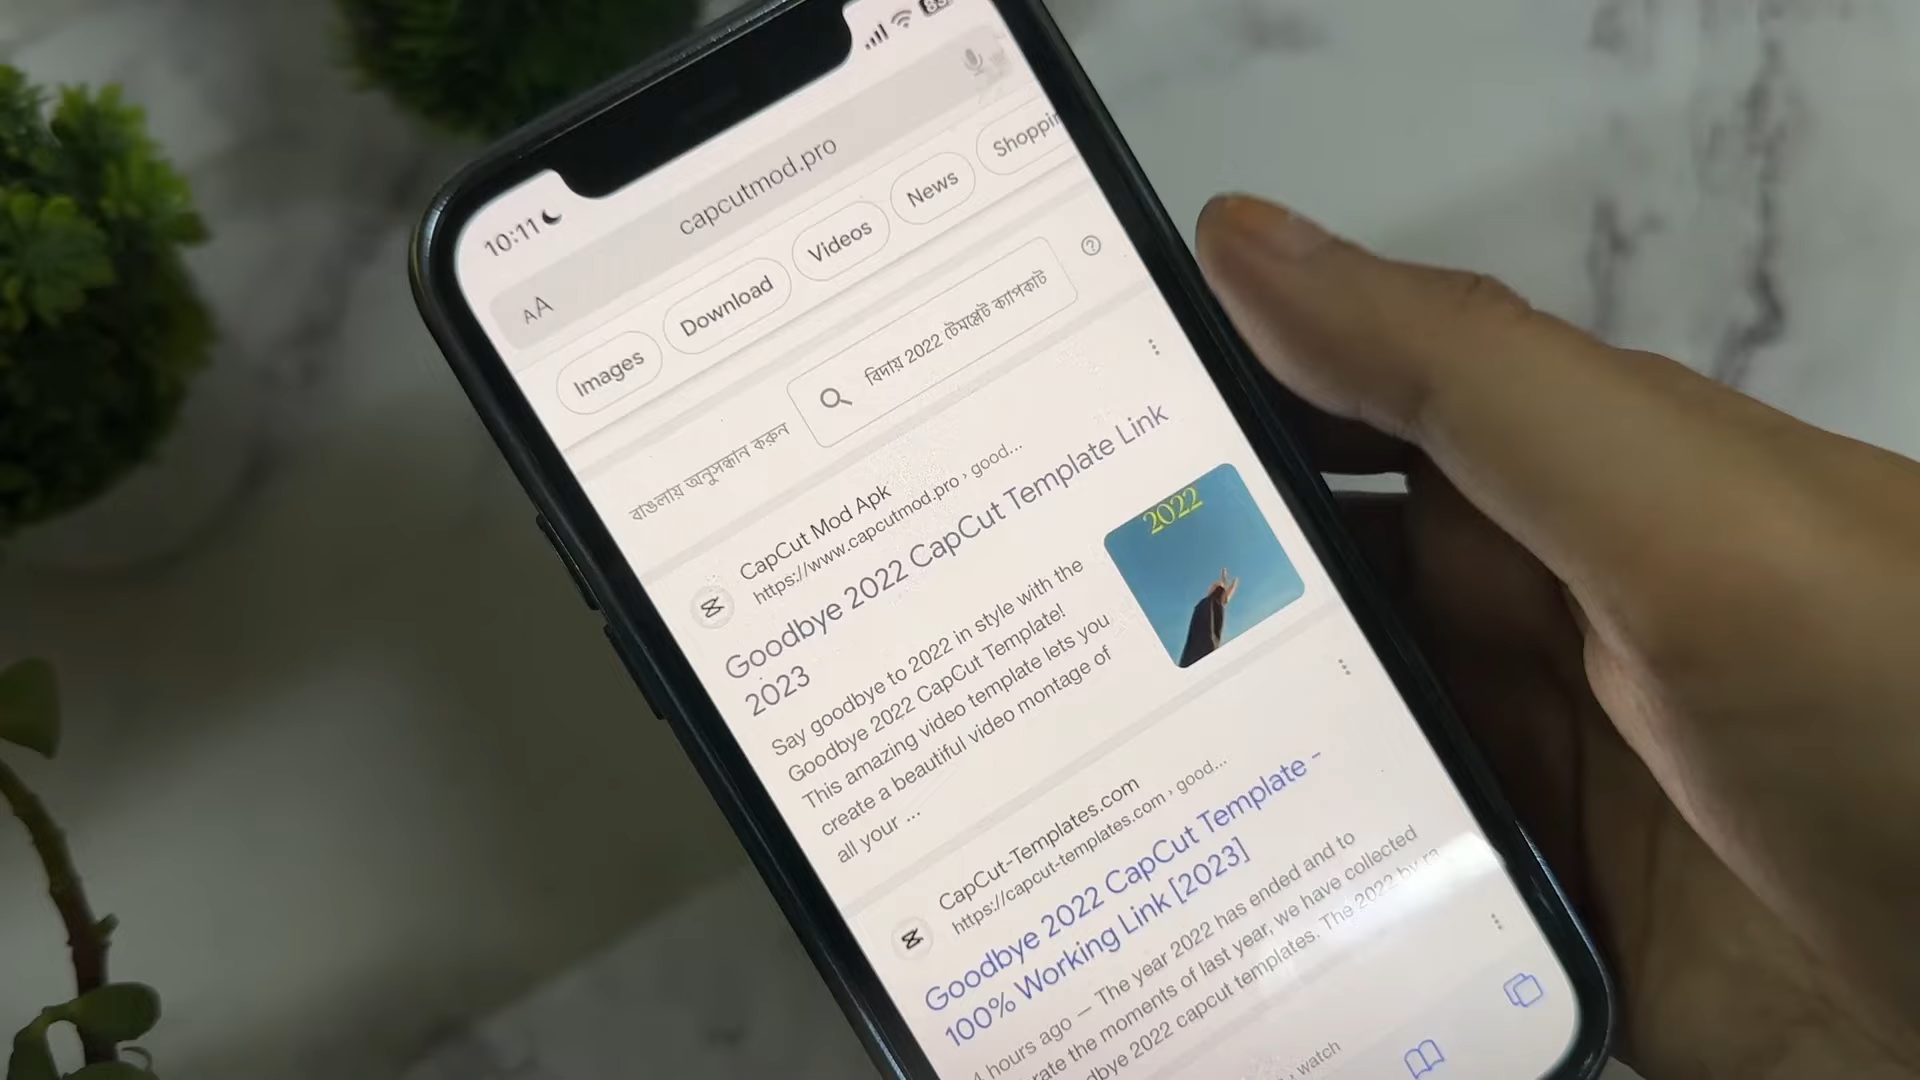 10:11
AA
capcutmod.pro
Images
Download
Videos
News
Shoppin
বাঙলায় অনুসন্ধান করুন
বিদায় 2022 টেমপ্লেট ক্যাপকাট
CapCut Mod Apk
https://www.capcutmod.pro › good...
Goodbye 2022 CapCut Template Link
2023
2022
Say goodbye to 2022 in style with the
Goodbye 2022 CapCut Template!
This amazing video template lets you
create a beautiful video montage of
all your ...
CapCut-Templates.com
https://capcut-templates.com › good...
Goodbye 2022 CapCut Template -
100% Working Link [2023]
hours ago — The year 2022 has ended and to
rate the moments of last year, we have collected
dbye 2022 capcut templates. The 2022 by
› watch